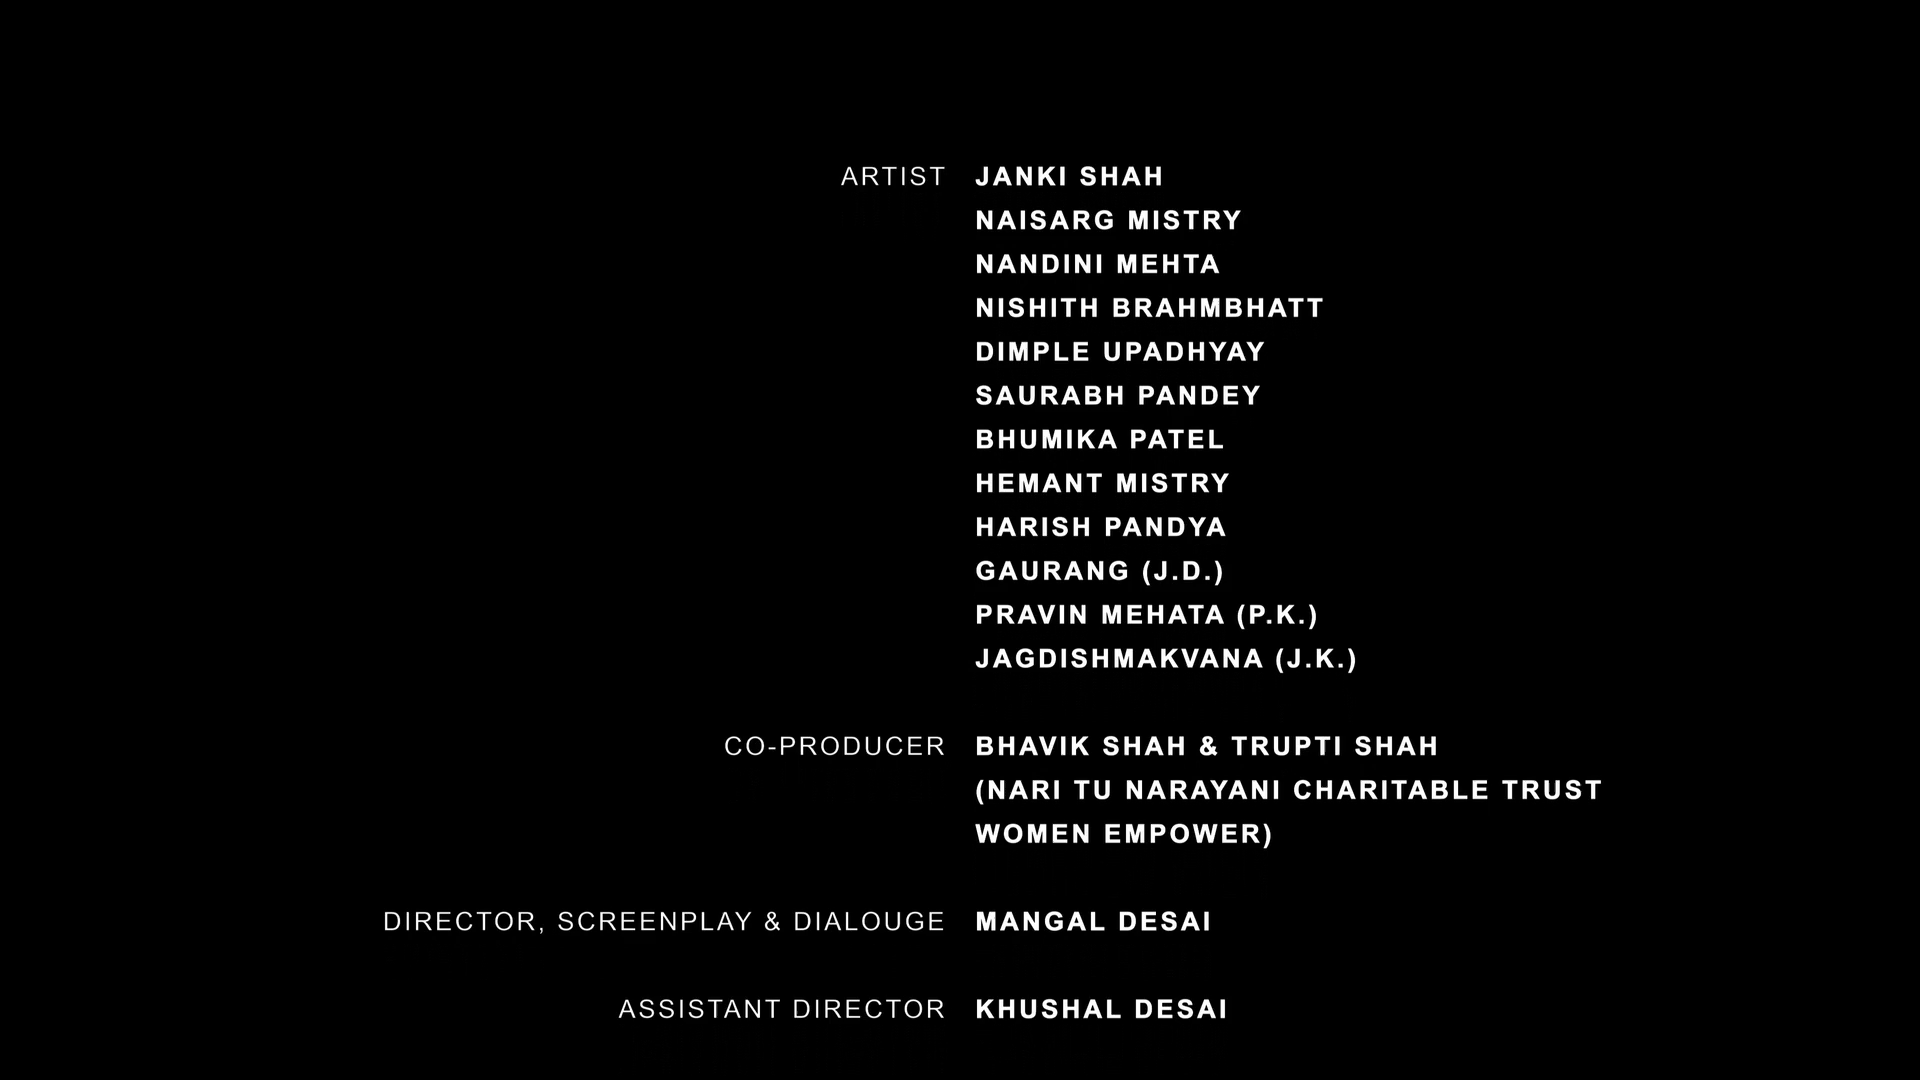 ARTIST JANKI SHAH
NAISARG MISTRY
NANDINI MEHTA
NISHITH BRAHMBHATT
DIMPLE UPADHYAY
SAURABH PANDEY
BHUMIKA PATEL
HEMANT MISTRY
HARISH PANDYA
GAURANG (J.D.)
PRAVIN MEHATA (P.K.)
JAGDISHMAKVANA (J.K.)
CO-PRODUCER BHAVIK SHAH & TRUPTI SHAH
(NARI TU NARAYANI CHARITABLE TRUST
WOMEN EMPOWER)
DIRECTOR, SCREENPLAY & DIALOUGE MANGAL DESAI
ASSISTANT DIRECTOR KHUSHAL DESAI